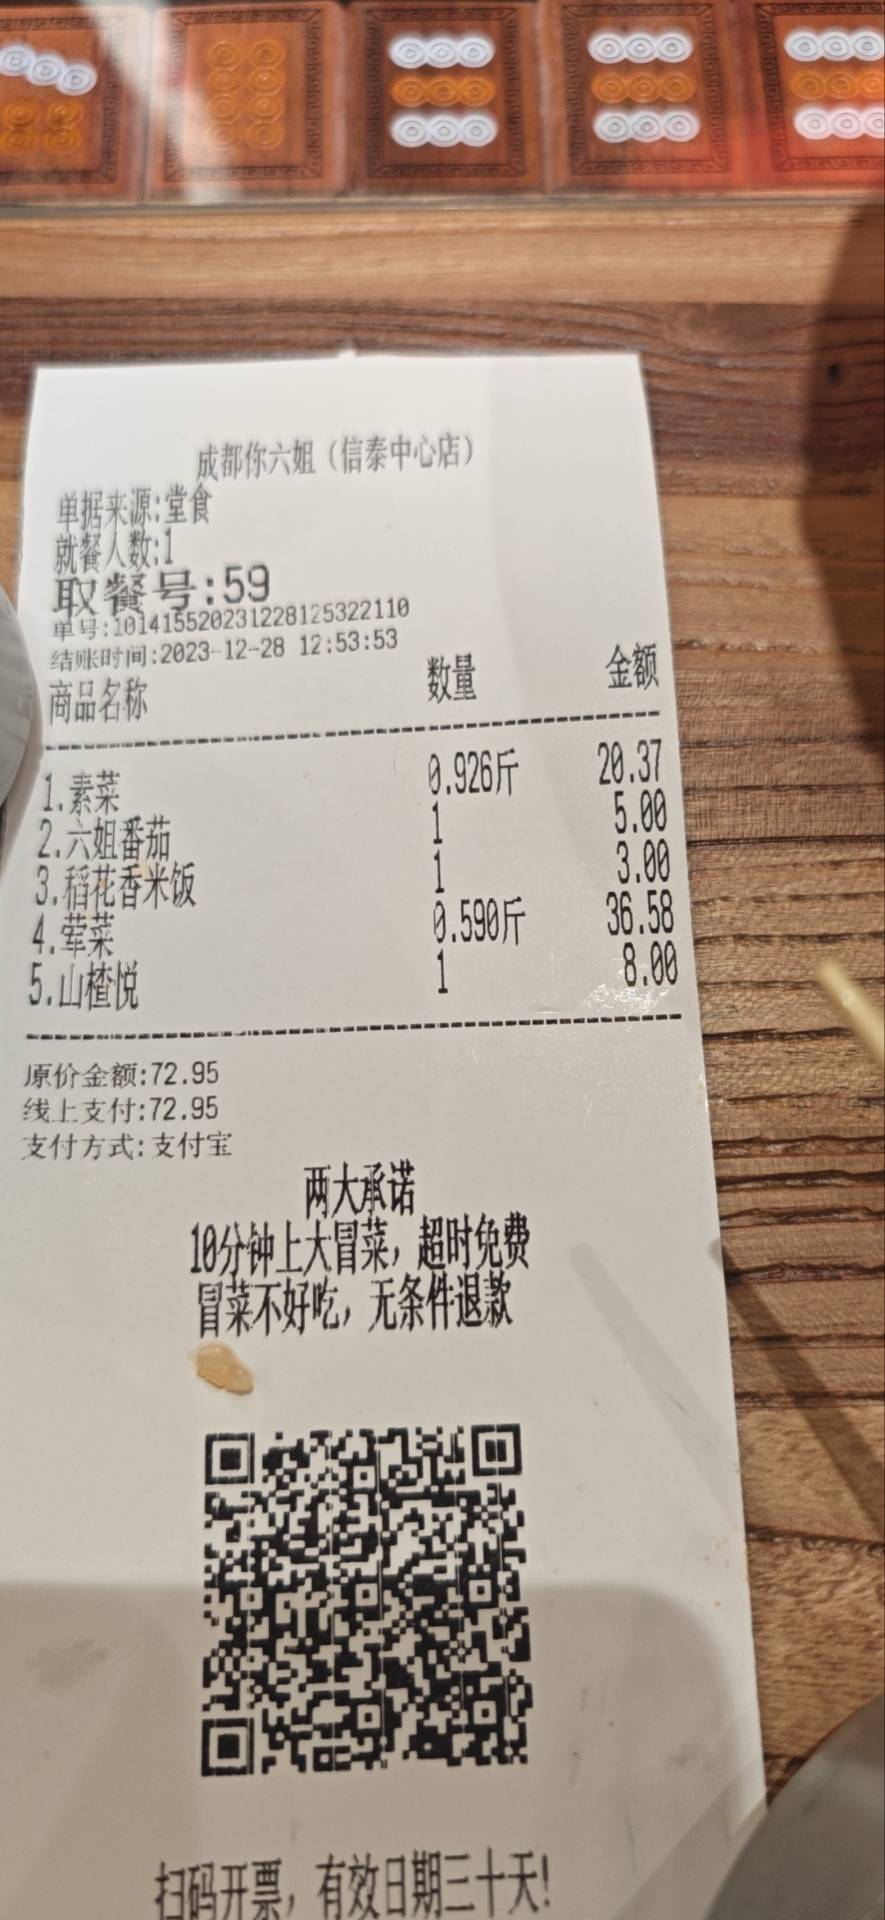 成都你六姐（信泰中心店）
单据来源:堂食
就餐人数:1
取餐号:59
单号:101415520231228125322110
结账时间:2023-12-28 12:53:53
商品名称 数量 金额
1.素菜 0.926斤 20.37
2.六姐番茄 1 5.00
3.稻花香米饭 1 3.00
4.荤菜 0.590斤 36.58
5.山楂悦 1 8.00
原价金额:72.95
线上支付:72.95
支付方式:支付宝
两大承诺
10分钟上大冒菜，超时免费
冒菜不好吃，无条件退款
扫码开票，有效日期三十天!